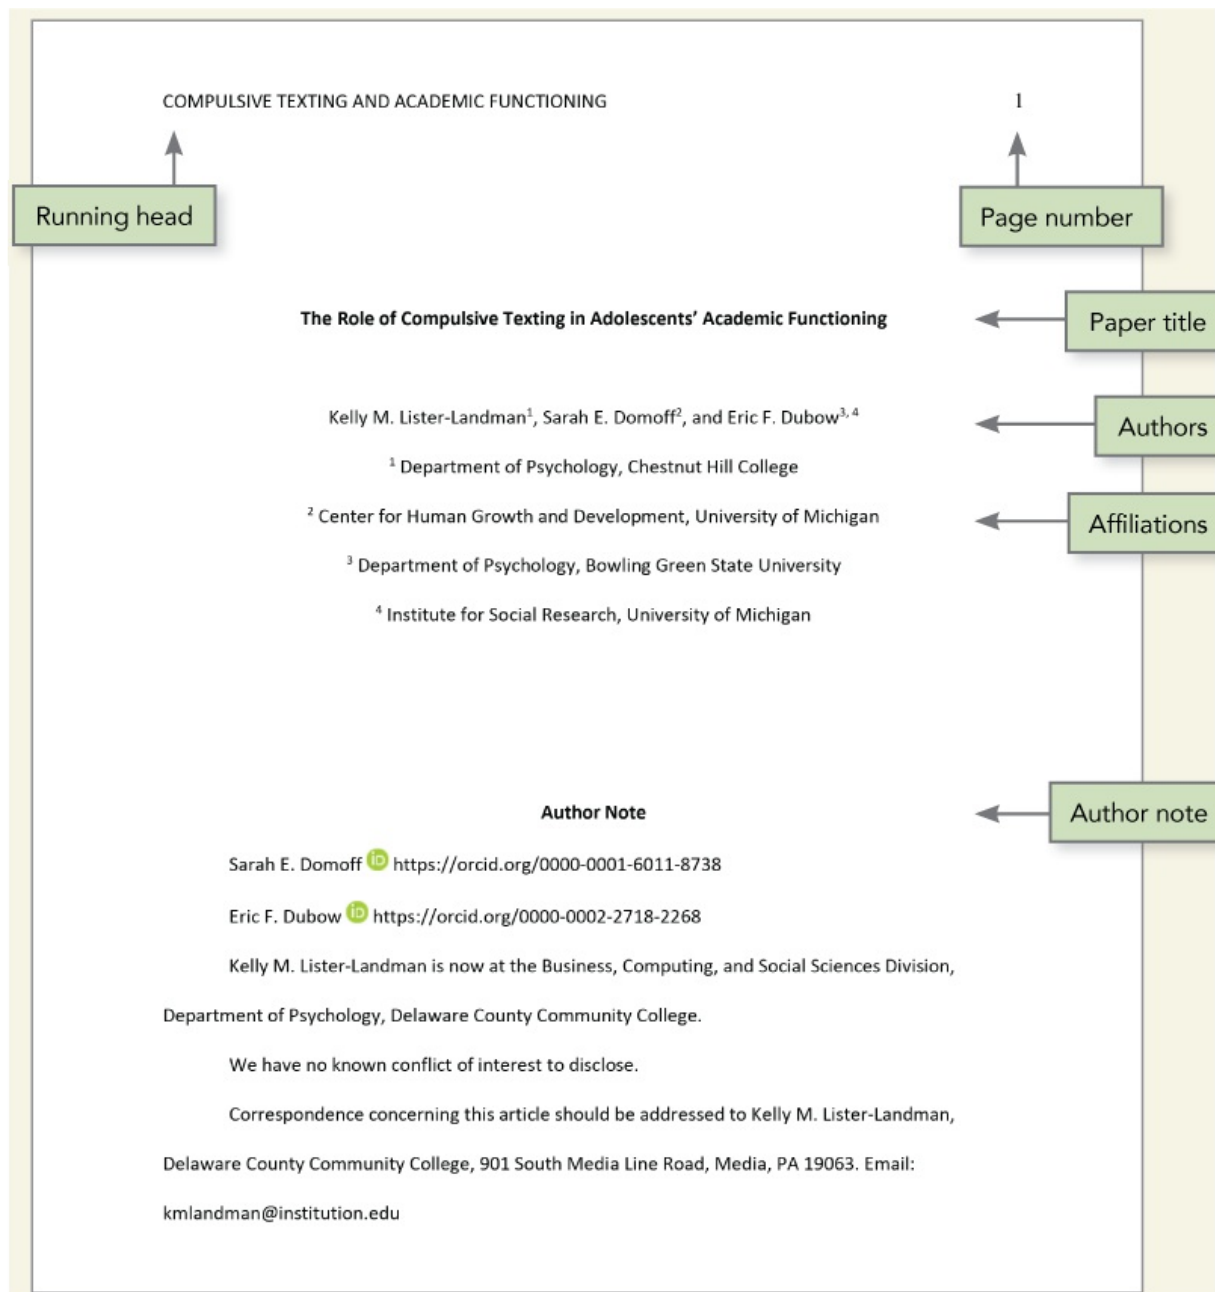 COMPULSIVE TEXTING AND ACADEMIC FUNCTIONING 1
Running head
Page number
The Role of Compulsive Texting in Adolescents’ Academic Functioning
Paper title
Kelly M. Lister-Landman¹, Sarah E. Domoff², and Eric F. Dubow³,⁴
Authors
¹ Department of Psychology, Chestnut Hill College
² Center for Human Growth and Development, University of Michigan
Affiliations
³ Department of Psychology, Bowling Green State University
⁴ Institute for Social Research, University of Michigan
Author Note
Author note
Sarah E. Domoff iD https://orcid.org/0000-0001-6011-8738
Eric F. Dubow iD https://orcid.org/0000-0002-2718-2268
Kelly M. Lister-Landman is now at the Business, Computing, and Social Sciences Division,
Department of Psychology, Delaware County Community College.
We have no known conflict of interest to disclose.
Correspondence concerning this article should be addressed to Kelly M. Lister-Landman,
Delaware County Community College, 901 South Media Line Road, Media, PA 19063. Email:
kmlandman@institution.edu